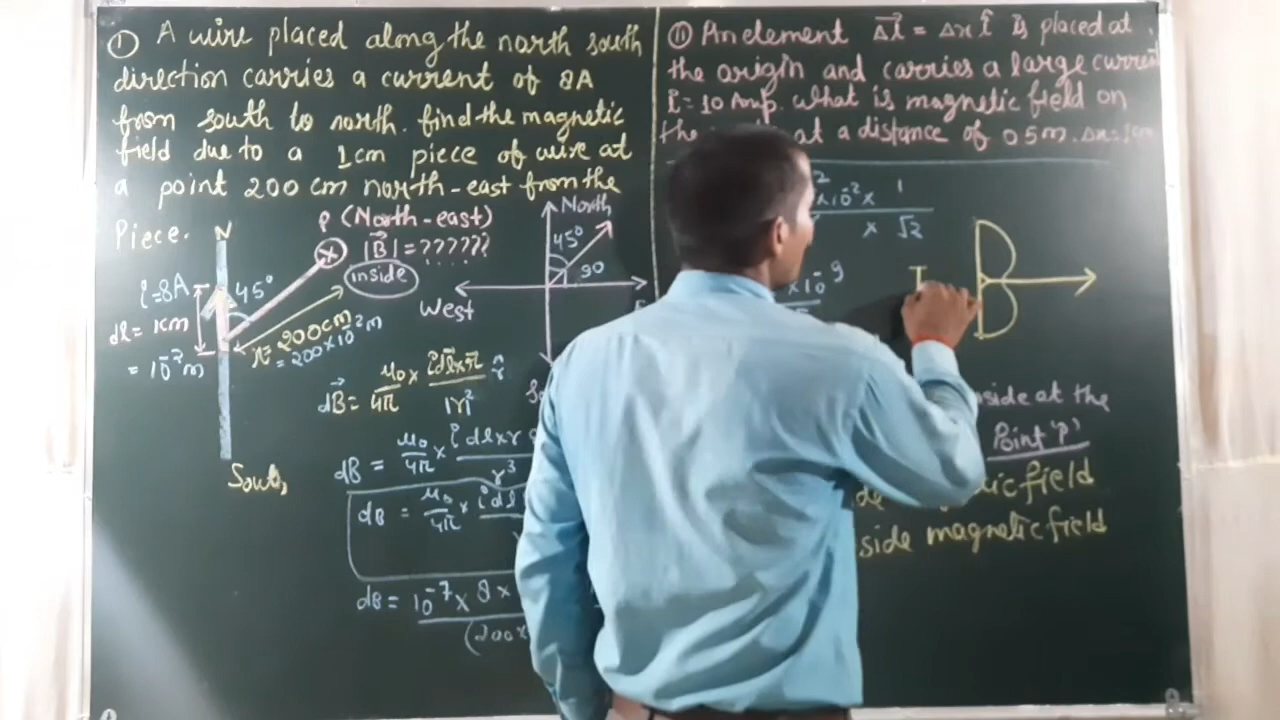 ① A wire placed along the north south
direction carries a current of 8A
from south to north. find the magnetic
field due to a 1cm piece of wire at
a point 200 cm north-east from the
Piece.
N
P (North-east)
|B| = ??????
inside
i=8A
45°
dl = 1cm
= 10⁻² m
200cm
= 200×10⁻² m
South
North
45°
90
West
dB = μ₀/4π × idl×r / |r|² r̂
dB = μ₀/4π × i dl×r
r³
dB = μ₀/4π × i dl
dB = 10⁻⁷ × 8 ×
(200×
② An element Δl = Δx î is placed at
the origin and carries a large current
i = 10 Amp. What is magnetic field on
the at a distance of 0.5 m. Δx = 1cm
×10⁻² × 1
× √2
×10⁻⁹
I
inside at the
Point 'P'
field
side magnetic field